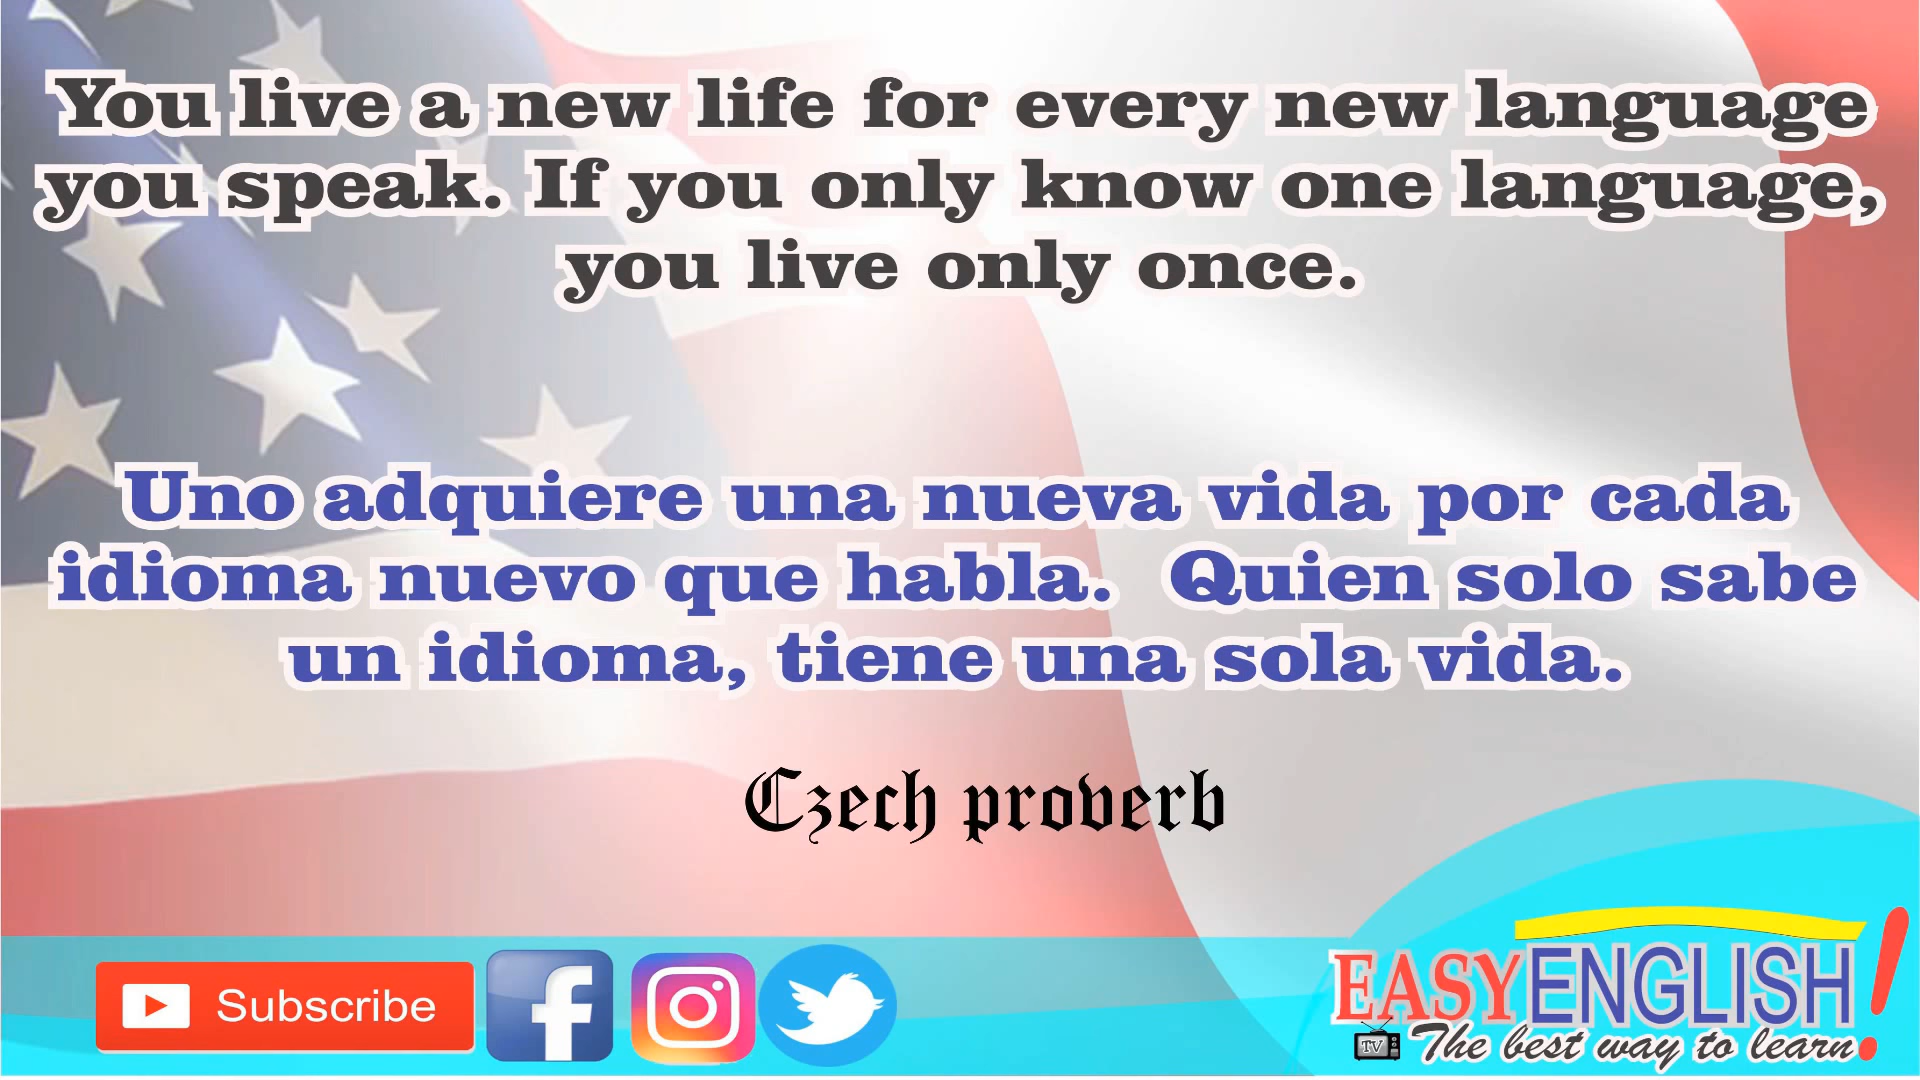 You live a new life for every new language
you speak. If you only know one language,
you live only once.
Uno adquiere una nueva vida por cada
idioma nuevo que habla.  Quien solo sabe
un idioma, tiene una sola vida.
Czech proverb
Subscribe
EASYENGLISH!
TV The best way to learn